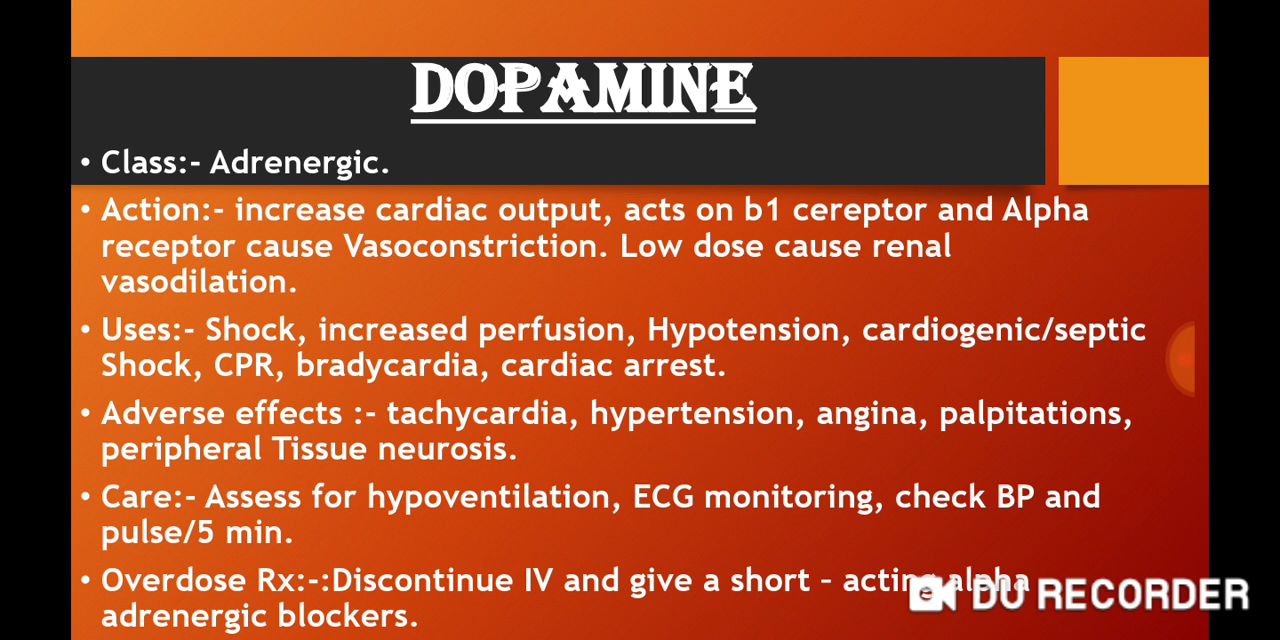 DOPAMINE
• Class:- Adrenergic.
• Action:- increase cardiac output, acts on b1 cereptor and Alpha
receptor cause Vasoconstriction. Low dose cause renal
vasodilation.
• Uses:- Shock, increased perfusion, Hypotension, cardiogenic/septic
Shock, CPR, bradycardia, cardiac arrest.
• Adverse effects :- tachycardia, hypertension, angina, palpitations,
peripheral Tissue neurosis.
• Care:- Assess for hypoventilation, ECG monitoring, check BP and
pulse/5 min.
• Overdose Rx:-:Discontinue IV and give a short – acting alpha
adrenergic blockers.
DU RECORDER